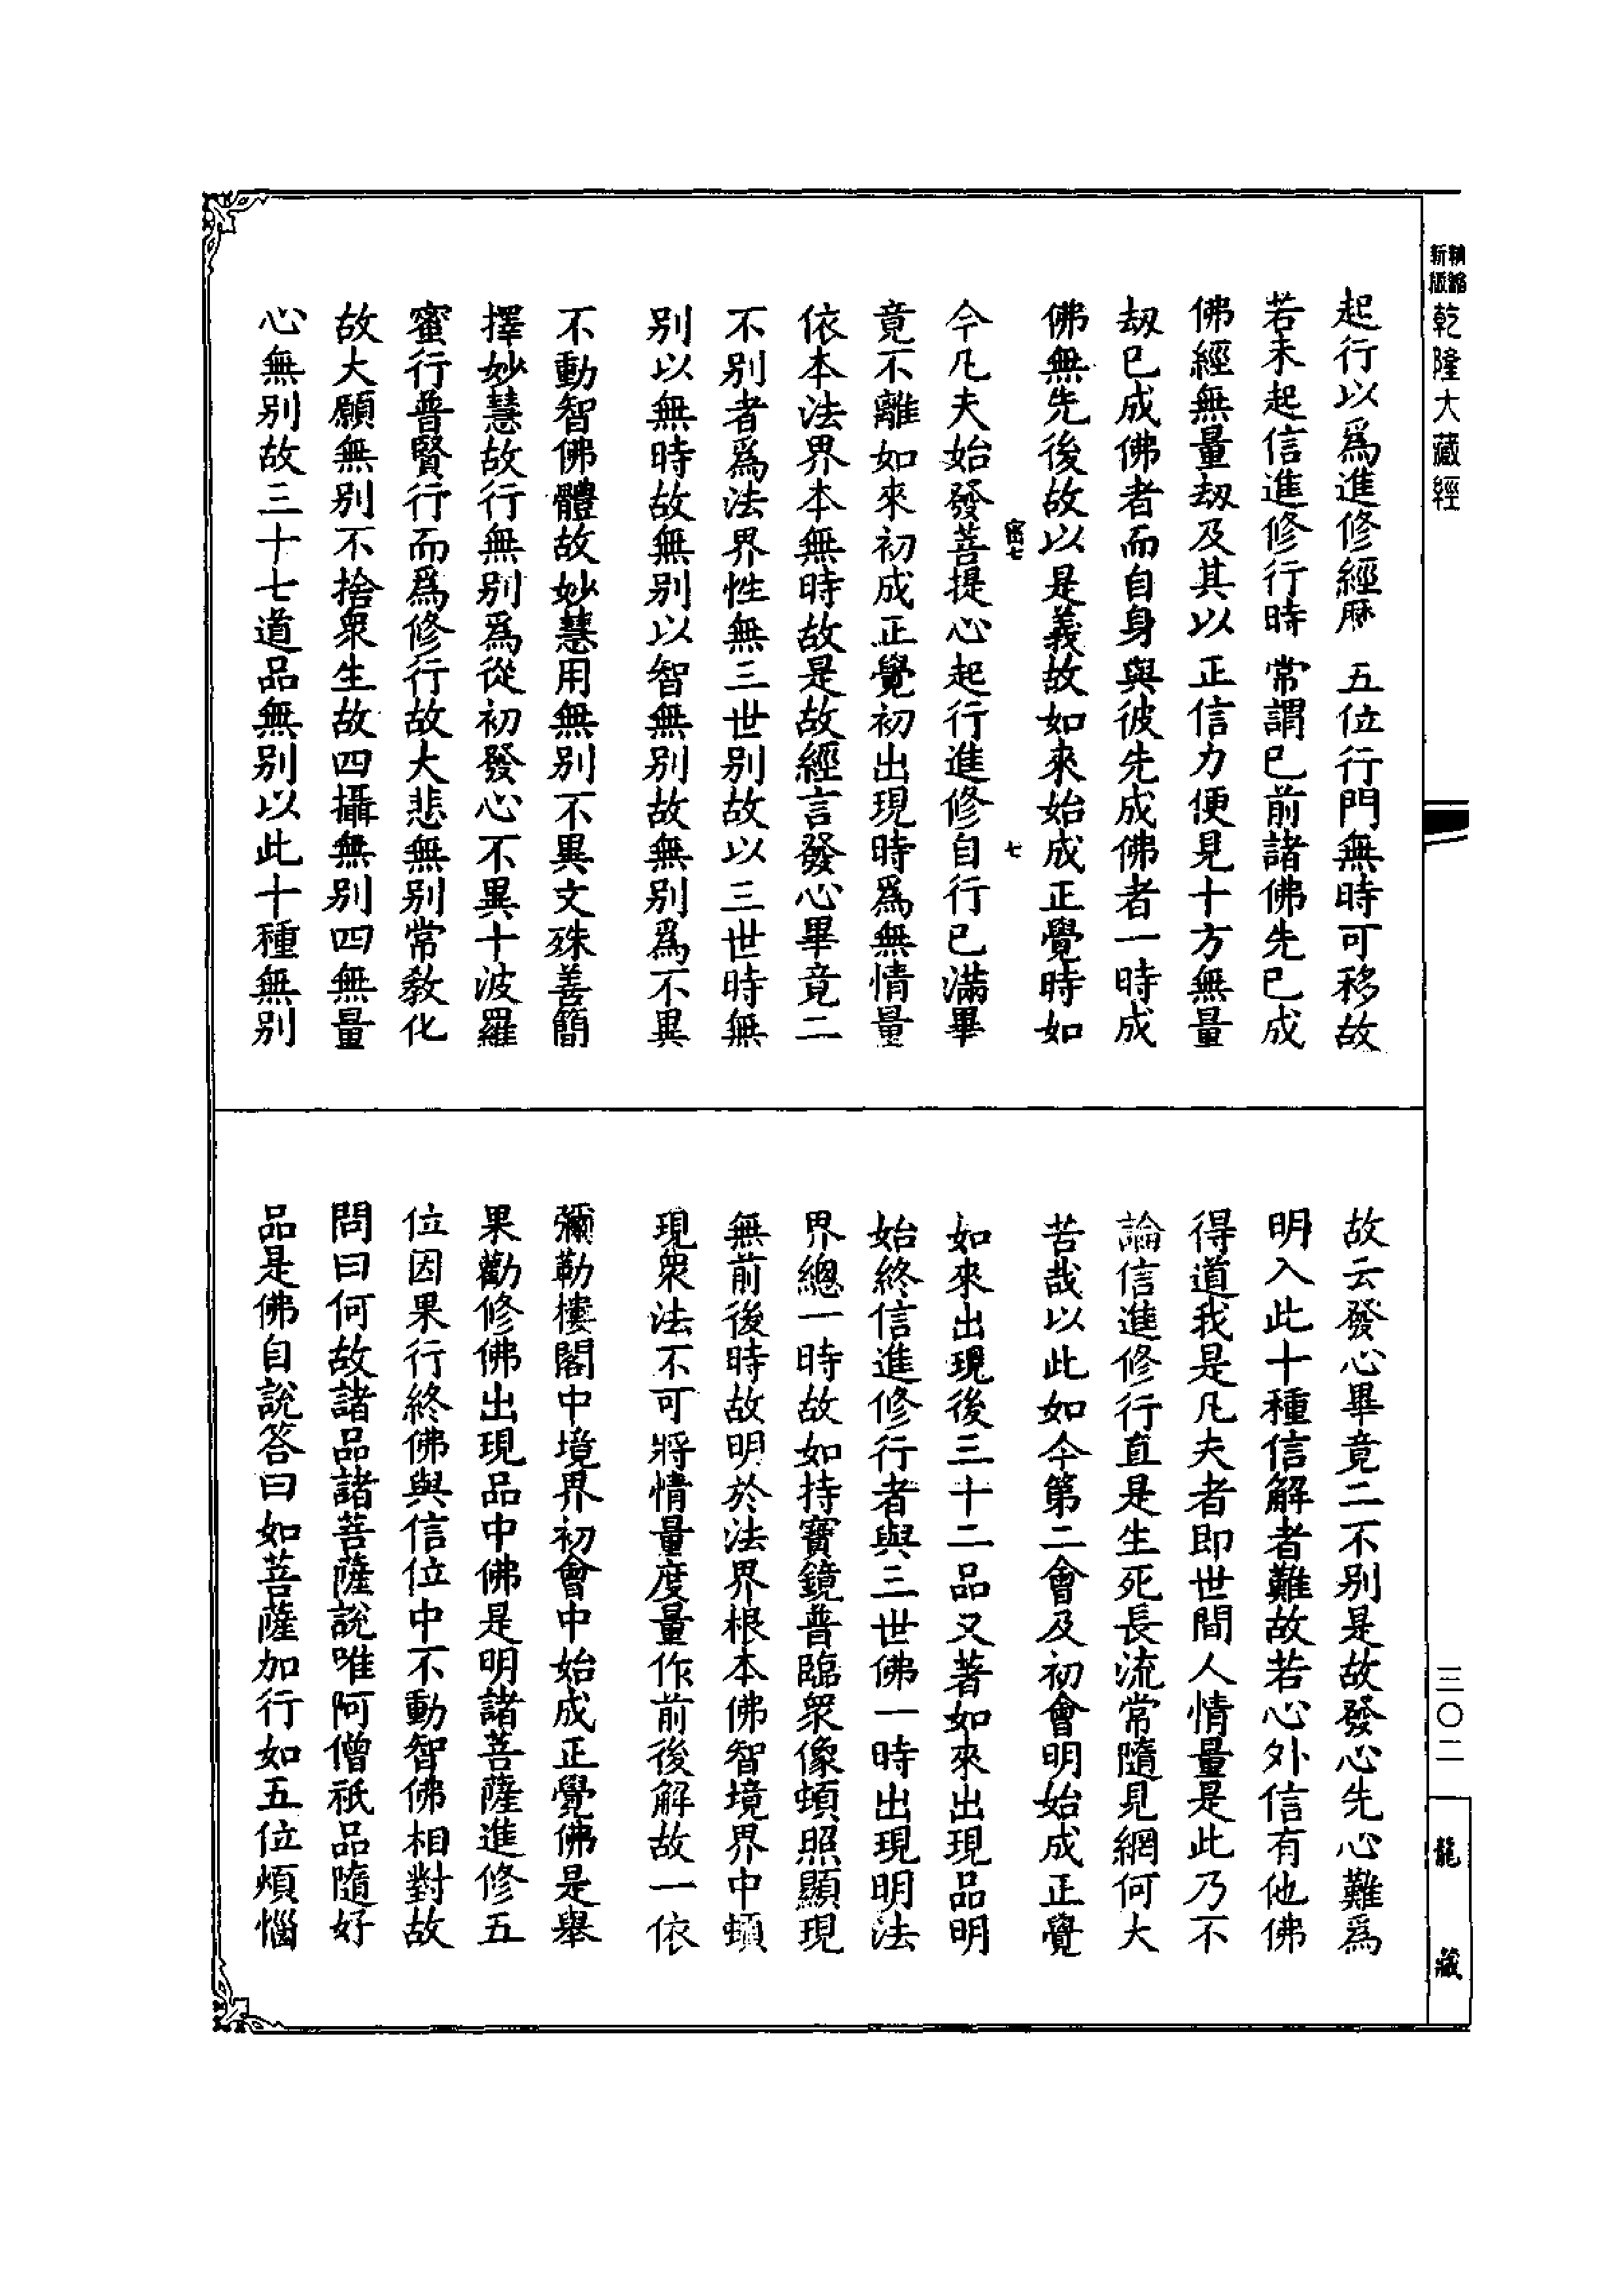 精縮新版
乾隆大藏經
起行以爲進修經歷五位行門無時可移故
若未起信進修行時常謂已前諸佛先已成
佛經無量劫及其以正信力便見十方無量
劫已成佛者而自身與彼先成佛者一時成
佛無先後故以是義故如來始成正覺時如
密七
七
今凡夫始發菩提心起行進修自行已滿畢
竟不離如來初成正覺初出現時爲無情量
依本法界本無時故是故經言發心畢竟二
不別者爲法界性無三世別故以三世時無
別以無時故無別以智無別故無別爲不異
不動智佛體故妙慧用無別不異文殊善簡
擇妙慧故行無別爲從初發心不異十波羅
蜜行普賢行而爲修行故大悲無別常敎化
故大願無別不捨衆生故四攝無別四無量
心無別故三十七道品無別以此十種無別
故云發心畢竟二不別是故發心先心難爲
明入此十種信解者難故若心外信有他佛
得道我是凡夫者即世間人情量是此乃不
論信進修行直是生死長流常隨見網何大
苦哉以此如今第二會及初會明始成正覺
如來出現後三十二品又著如來出現品明
始終信進修行者與三世佛一時出現明法
界總一時故如持寶鏡普臨衆像頓照顯現
無前後時故明於法界根本佛智境界中頓
現衆法不可將情量度量作前後解故一依
彌勒樓閣中境界初會中始成正覺佛是舉
果勸修佛出現品中佛是明諸菩薩進修五
位因果行終佛與信位中不動智佛相對故
問曰何故諸品諸菩薩說唯阿僧祇品隨好
品是佛自說答曰如菩薩加行如五位煩惱
三〇二
龍藏